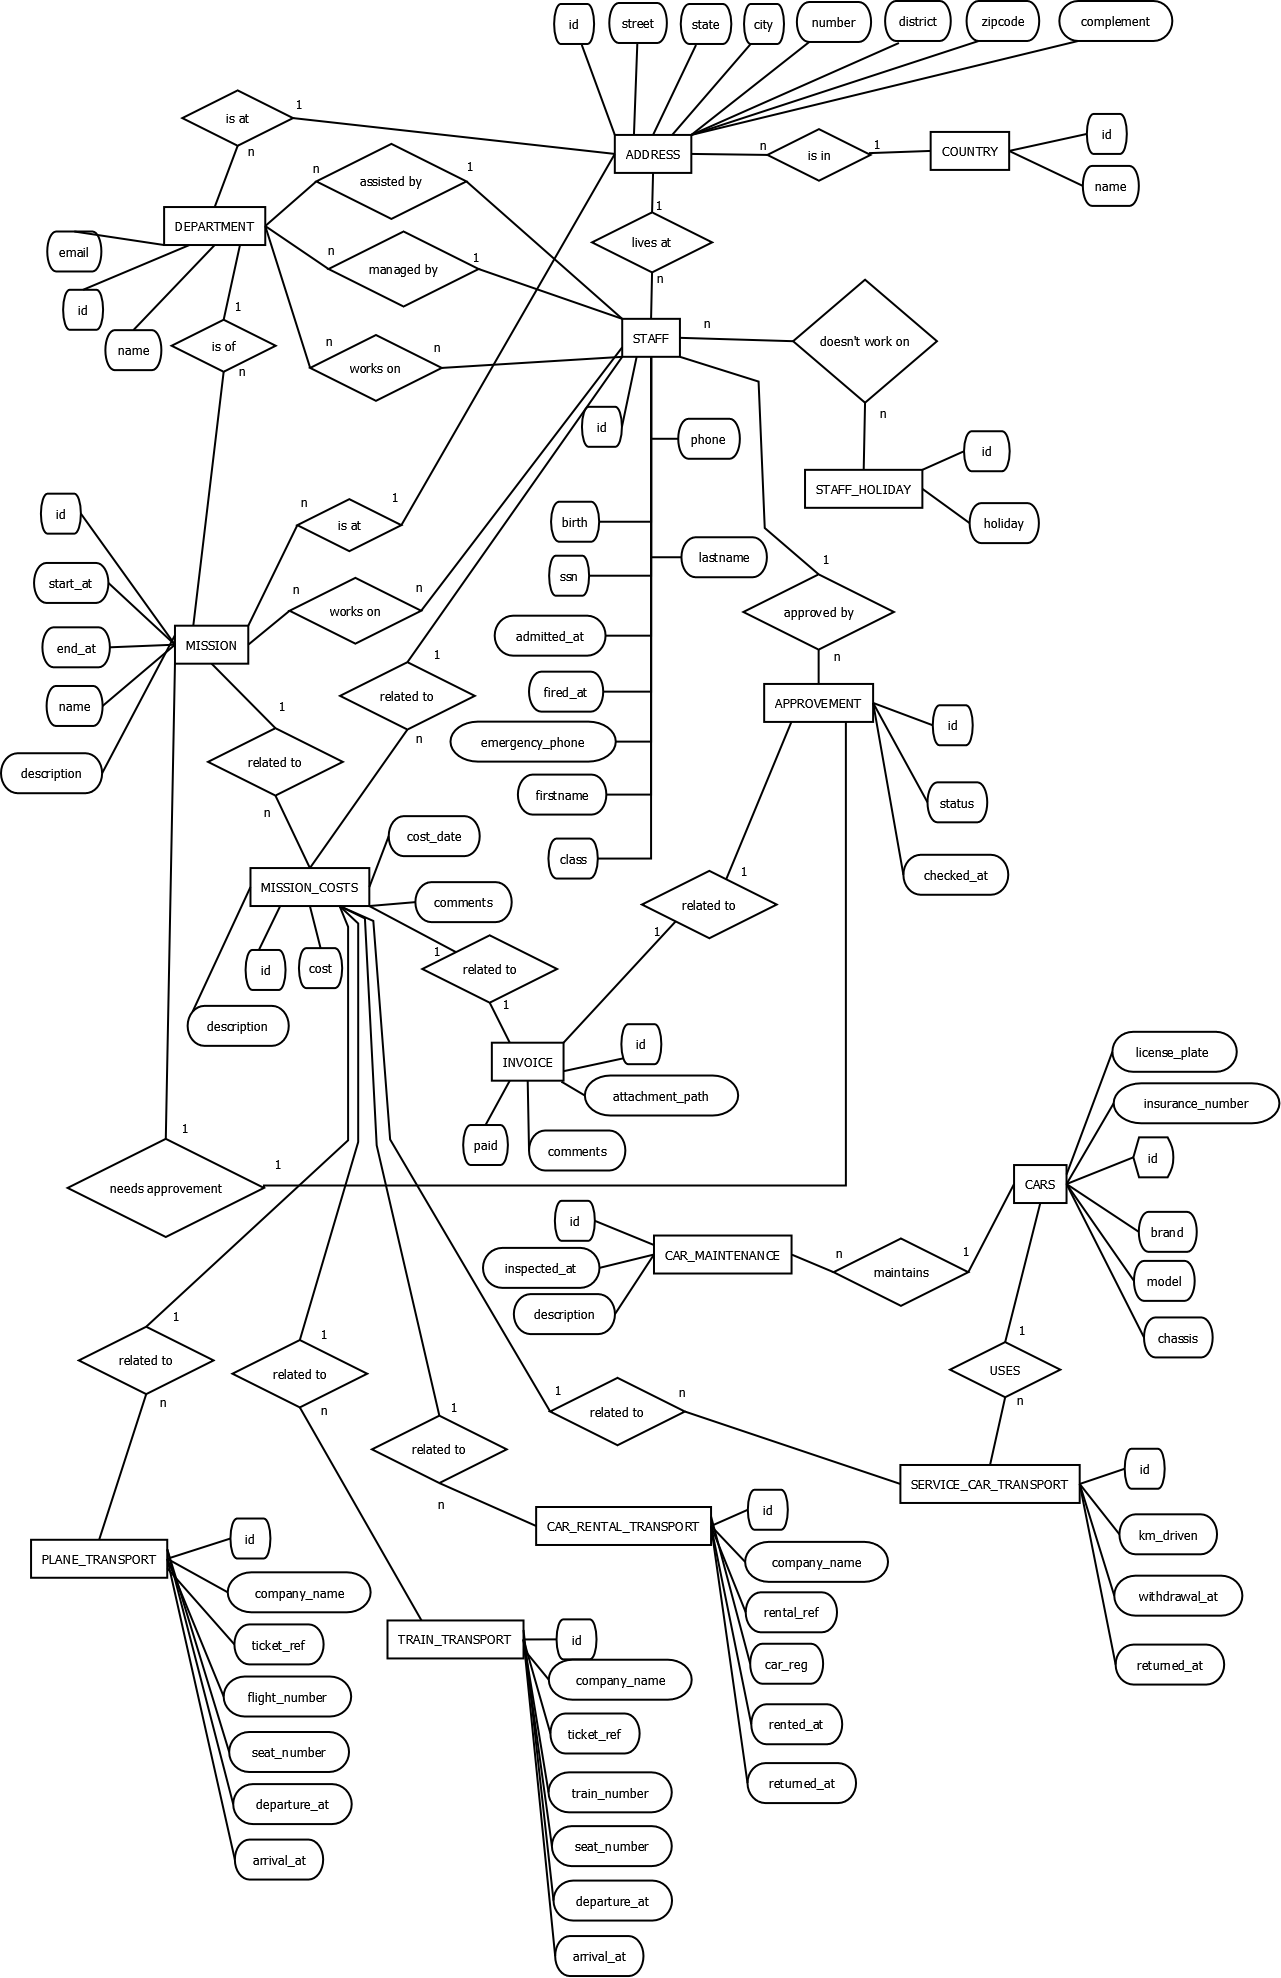 id
street
state
city
number
district
zipcode
complement
is at
1
n
ADDRESS
n
is in
1
COUNTRY
id
name
n
assisted by
1
DEPARTMENT
email
id
name
n
managed by
1
1
lives at
n
1
is of
n
n
works on
n
STAFF
n
doesn't work on
n
id
phone
STAFF_HOLIDAY
id
holiday
id
start_at
end_at
name
description
n
is at
1
birth
lastname
ssn
1
approved by
n
n
works on
n
MISSION
admitted_at
1
related to
n
fired_at
APPROVEMENT
id
status
checked_at
1
related to
n
emergency_phone
firstname
class
cost_date
MISSION_COSTS
comments
id
cost
description
1
related to
1
1
related to
1
INVOICE
id
attachment_path
paid
comments
license_plate
insurance_number
id
CARS
brand
model
chassis
1
needs approvement
1
id
inspected_at
description
CAR_MAINTENANCE
n
maintains
1
1
USES
n
1
related to
n
1
related to
n
1
related to
n
1
related to
n
SERVICE_CAR_TRANSPORT
id
km_driven
withdrawal_at
returned_at
PLANE_TRANSPORT
id
company_name
ticket_ref
flight_number
seat_number
departure_at
arrival_at
CAR_RENTAL_TRANSPORT
id
company_name
rental_ref
car_reg
rented_at
returned_at
TRAIN_TRANSPORT
id
company_name
ticket_ref
train_number
seat_number
departure_at
arrival_at